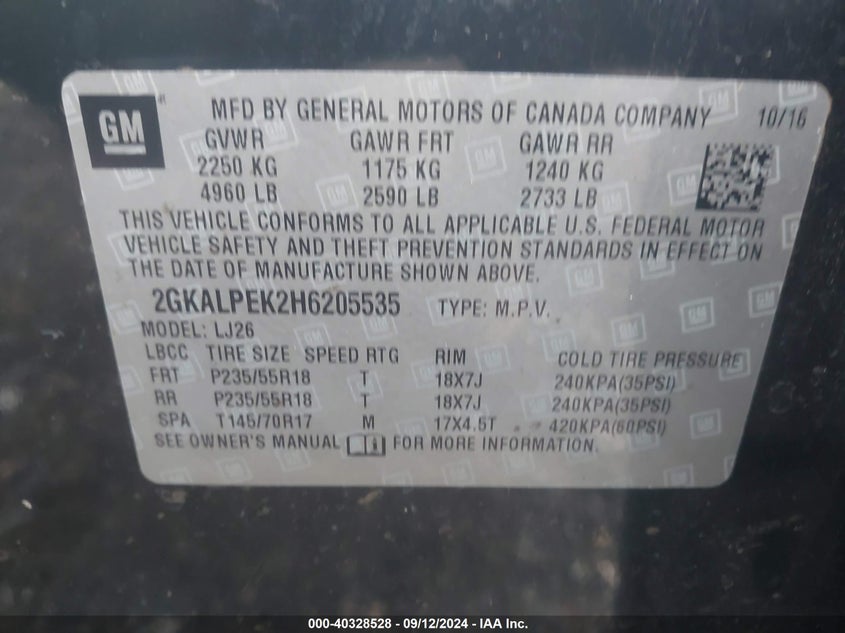 GM MFD BY GENERAL MOTORS OF CANADA COMPANY 10/16
GVWR GAWR FRT GAWR RR
2250 KG 1175 KG 1240 KG
4960 LB 2590 LB 2733 LB
THIS VEHICLE CONFORMS TO ALL APPLICABLE U.S. FEDERAL MOTOR
VEHICLE SAFETY AND THEFT PREVENTION STANDARDS IN EFFECT ON
THE DATE OF MANUFACTURE SHOWN ABOVE.
2GKALPEK2H6205535 TYPE: M.P.V.
MODEL: LJ26
LBCC TIRE SIZE SPEED RTG RIM COLD TIRE PRESSURE
FRT P235/55R18 T 18X7J 240KPA(35PSI)
RR P235/55R18 T 18X7J 240KPA(35PSI)
SPA T145/70R17 M 17X4.5T 420KPA(60PSI)
SEE OWNER'S MANUAL FOR MORE INFORMATION.
000-40328528 - 09/12/2024 - IAA Inc.